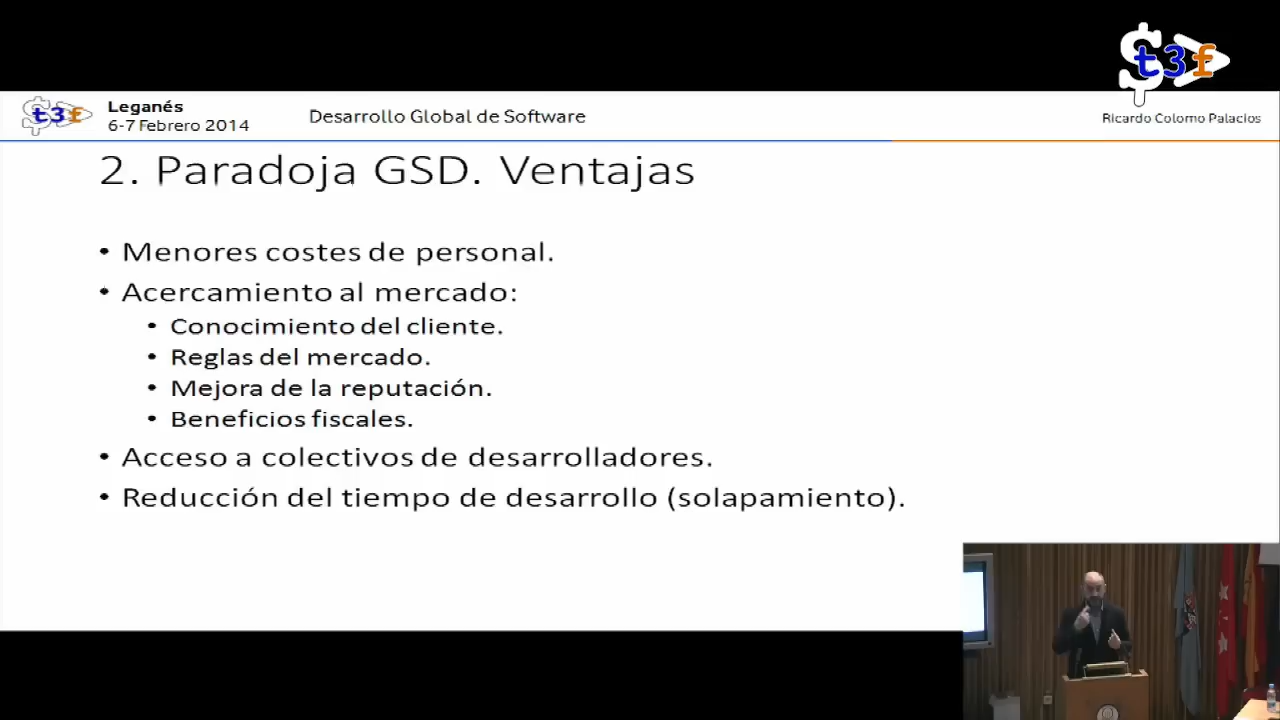 t3f
t3f
Leganés
6-7 Febrero 2014
Desarrollo Global de Software
Ricardo Colomo Palacios
2. Paradoja GSD. Ventajas
• Menores costes de personal.
• Acercamiento al mercado:
• Conocimiento del cliente.
• Reglas del mercado.
• Mejora de la reputación.
• Beneficios fiscales.
• Acceso a colectivos de desarrolladores.
• Reducción del tiempo de desarrollo (solapamiento).